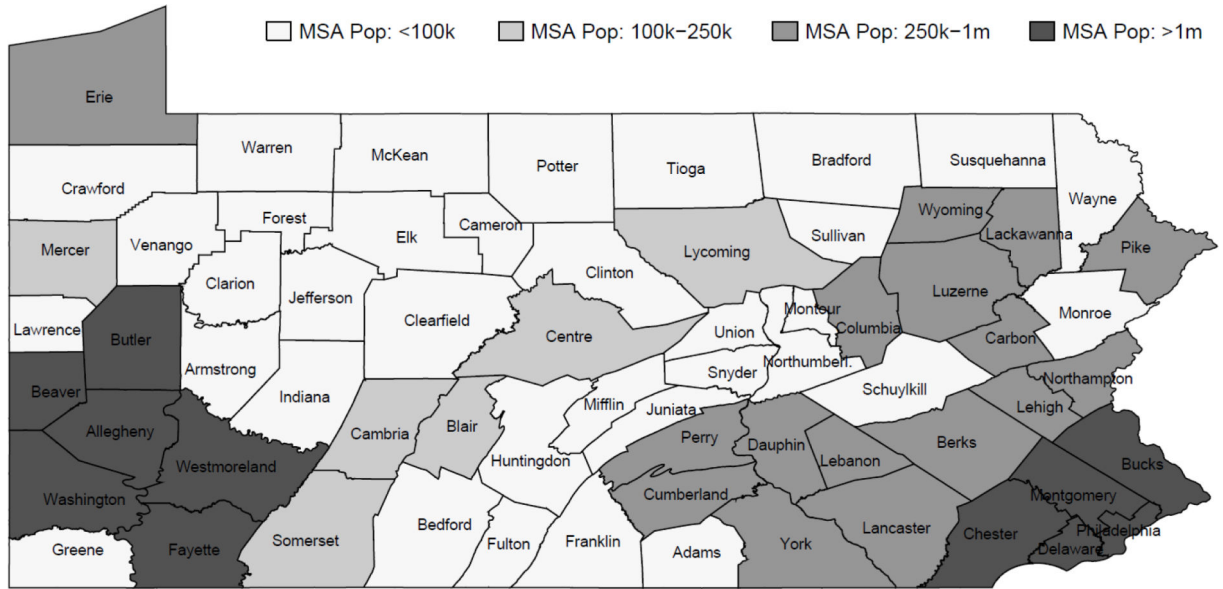 MSA Pop: <100k MSA Pop: 100k−250k MSA Pop: 250k−1m MSA Pop: >1m
Erie
Warren
McKean
Potter
Tioga
Bradford
Susquehanna
Crawford
Wayne
Forest
Cameron
Wyoming
Mercer
Venango
Elk
Lycoming
Sullivan
Lackawanna
Pike
Clarion
Clinton
Jefferson
Luzerne
Lawrence
Butler
Clearfield
Centre
Union
Montour
Columbia
Monroe
Carbon
Armstrong
Snyder
Northumberl.
Northampton
Beaver
Indiana
Mifflin
Juniata
Schuylkill
Lehigh
Allegheny
Cambria
Blair
Perry
Dauphin
Berks
Westmoreland
Huntingdon
Lebanon
Bucks
Washington
Cumberland
Montgomery
Bedford
Lancaster
Chester
Philadelphia
Greene
Fayette
Somerset
Fulton
Franklin
Adams
York
Delaware